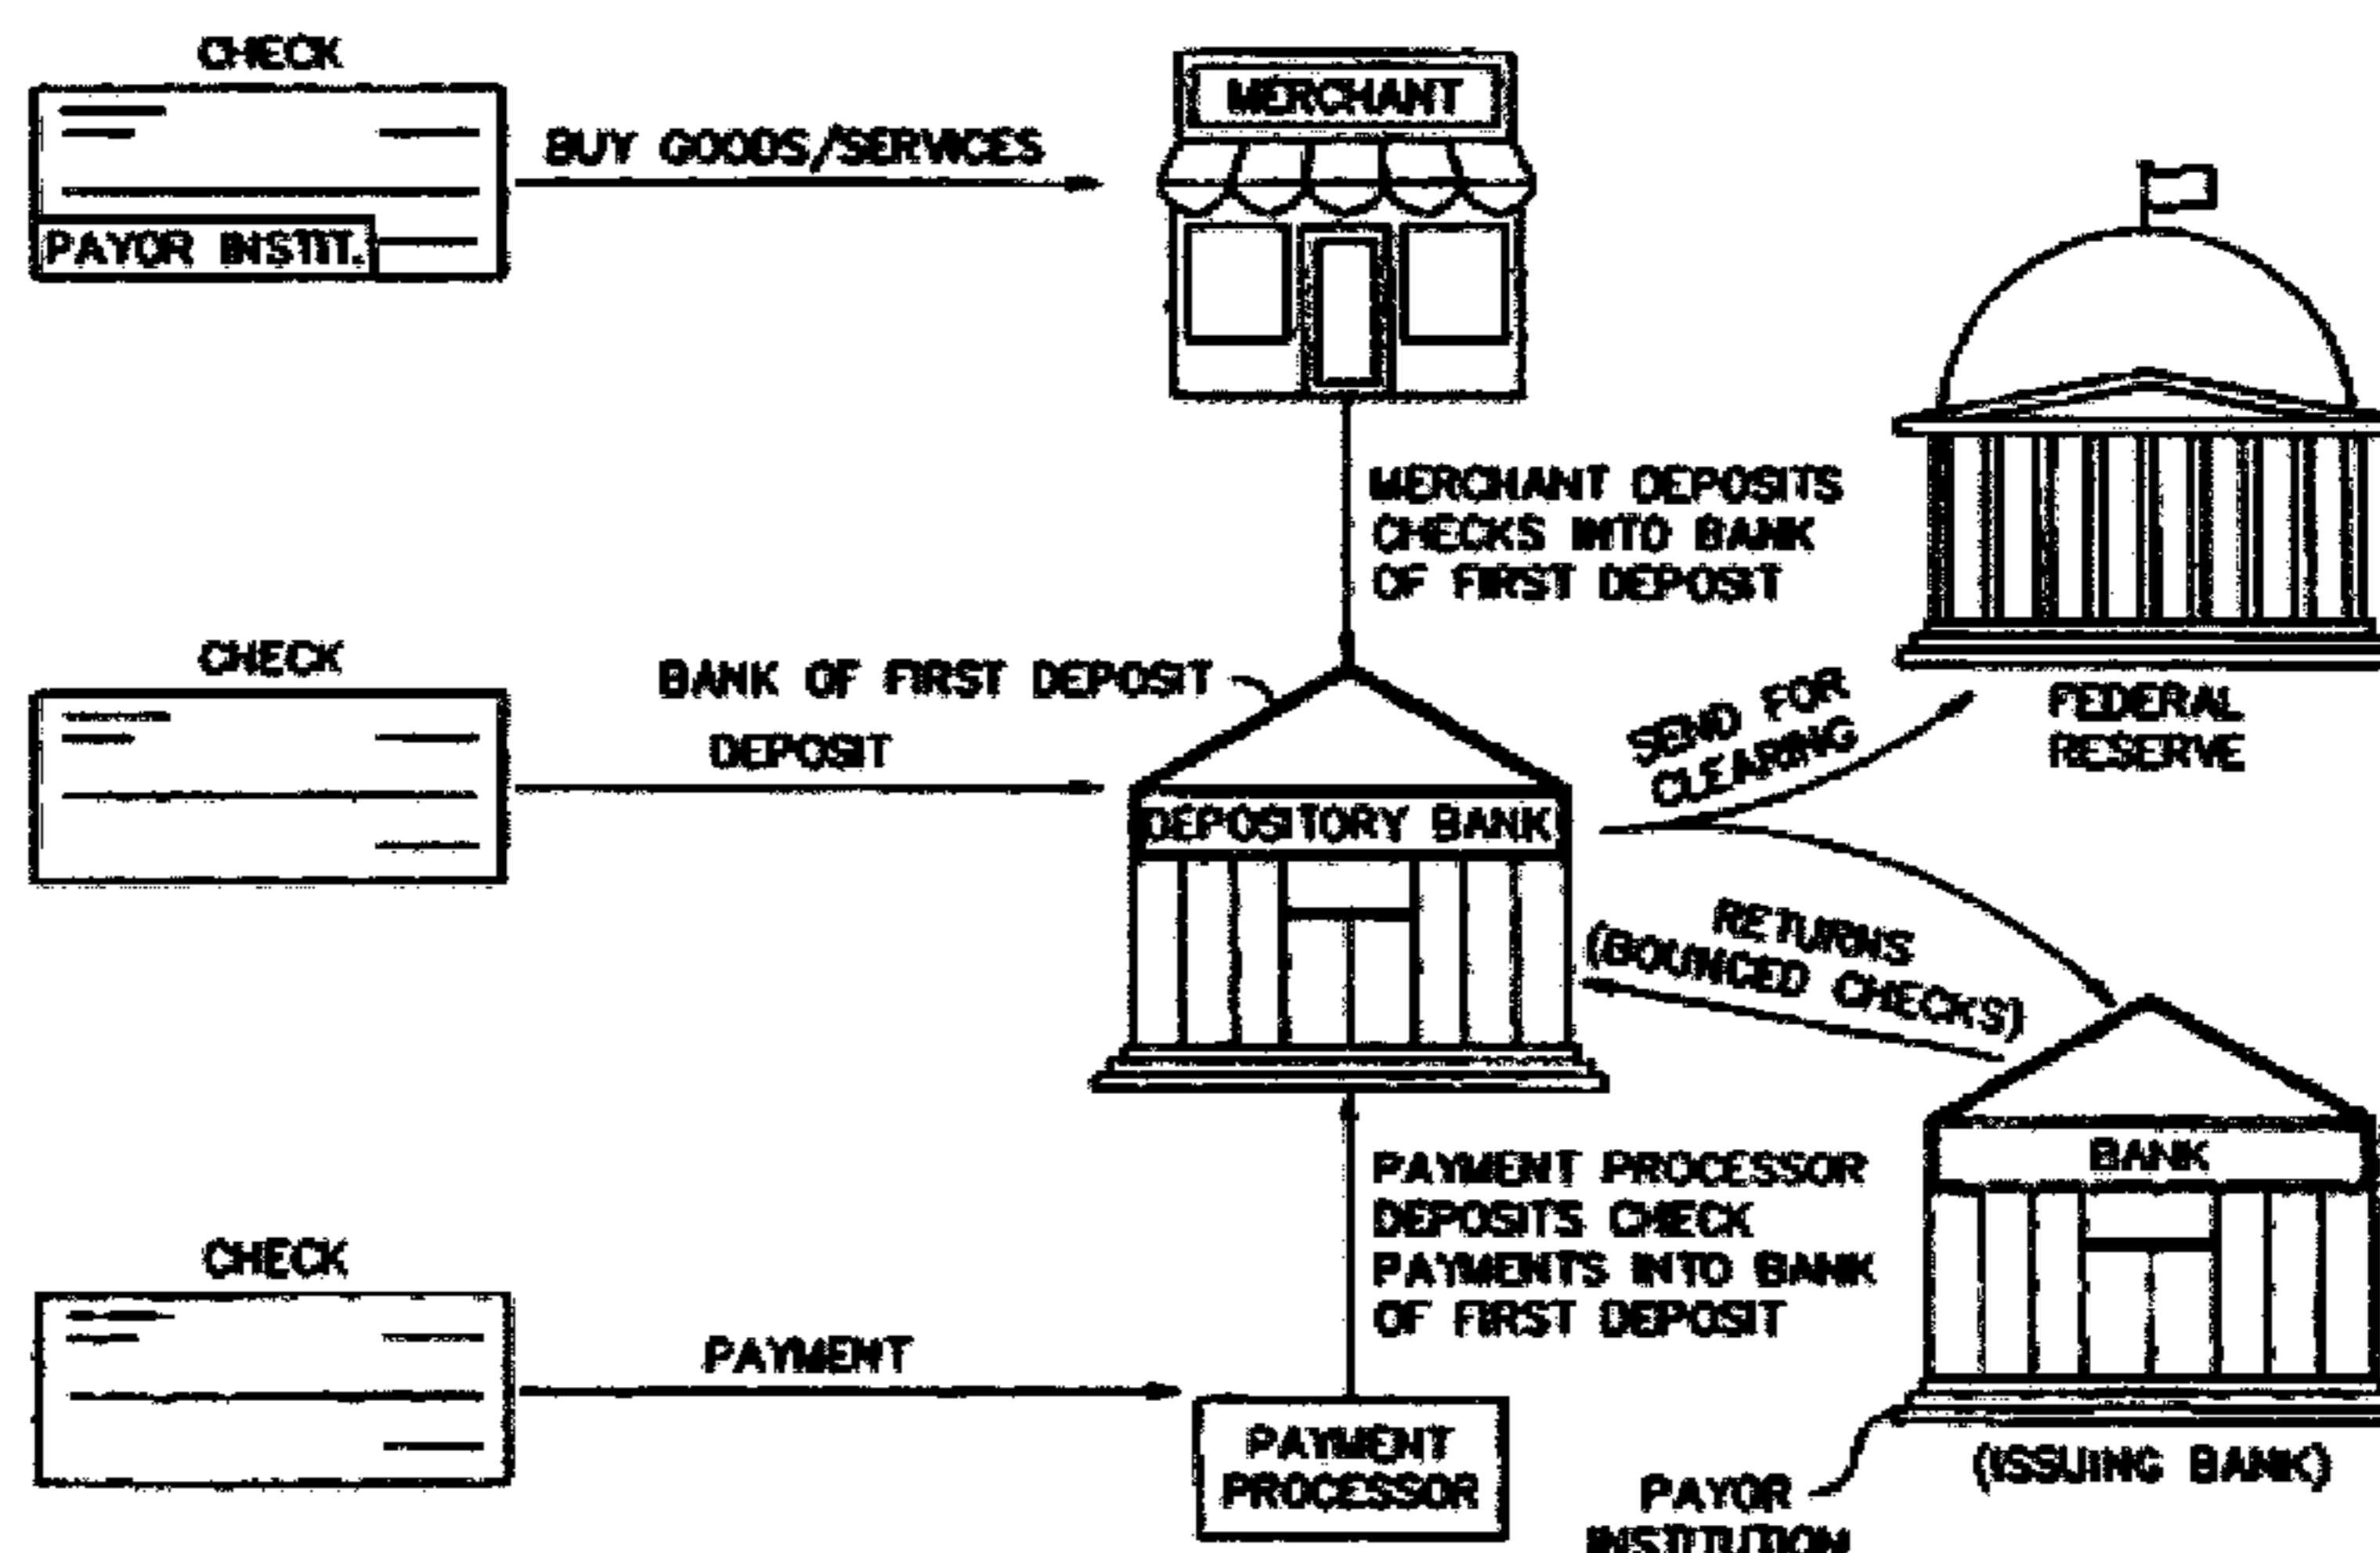 CHECK
MERCHANT
BUY GOODS/SERVICES
PAYOR INSTIT.
MERCHANT DEPOSITS
CHECKS INTO BANK
OF FIRST DEPOSIT
CHECK
BANK OF FIRST DEPOSIT
DEPOSIT
DEPOSITORY BANK
SEND FOR
CLEARING
FEDERAL
RESERVE
RETURNS
(BOUNCED CHECKS)
BANK
PAYMENT PROCESSOR
DEPOSITS CHECK
PAYMENTS INTO BANK
OF FIRST DEPOSIT
CHECK
PAYMENT
PAYMENT
PROCESSOR
(ISSUING BANK)
PAYOR
INSTITUTION